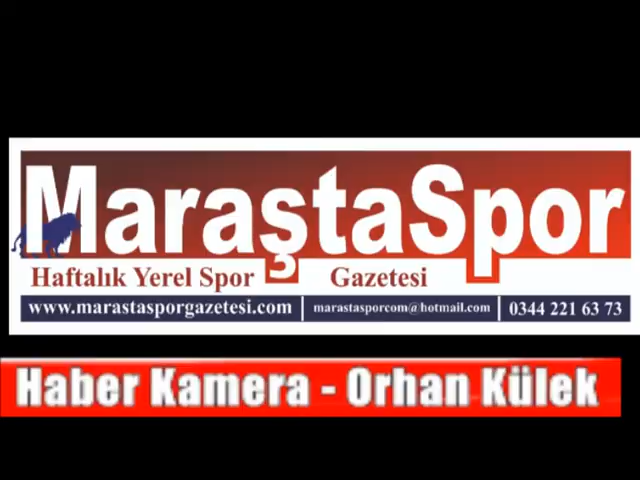 MaraştaSpor
Haftalık Yerel Spor Gazetesi
www.marastasporgazetesi.com marastasporcom@hotmail.com 0344 221 63 73
Haber Kamera - Orhan Külek